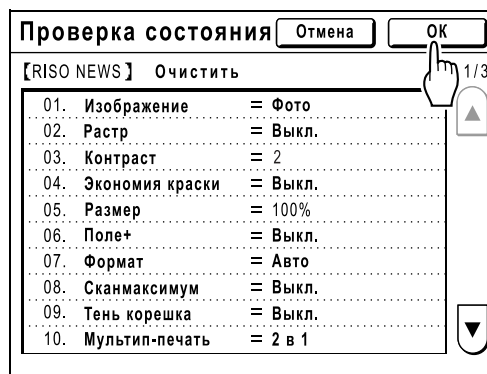 Проверка состояния Отмена ОК
【RISO NEWS】 Очистить 1/3
01. Изображение = Фото
02. Растр = Выкл.
03. Контраст = 2
04. Экономия краски = Выкл.
05. Размер = 100%
06. Поле+ = Выкл.
07. Формат = Авто
08. Сканмаксимум = Выкл.
09. Тень корешка = Выкл.
10. Мультип-печать = 2 в 1